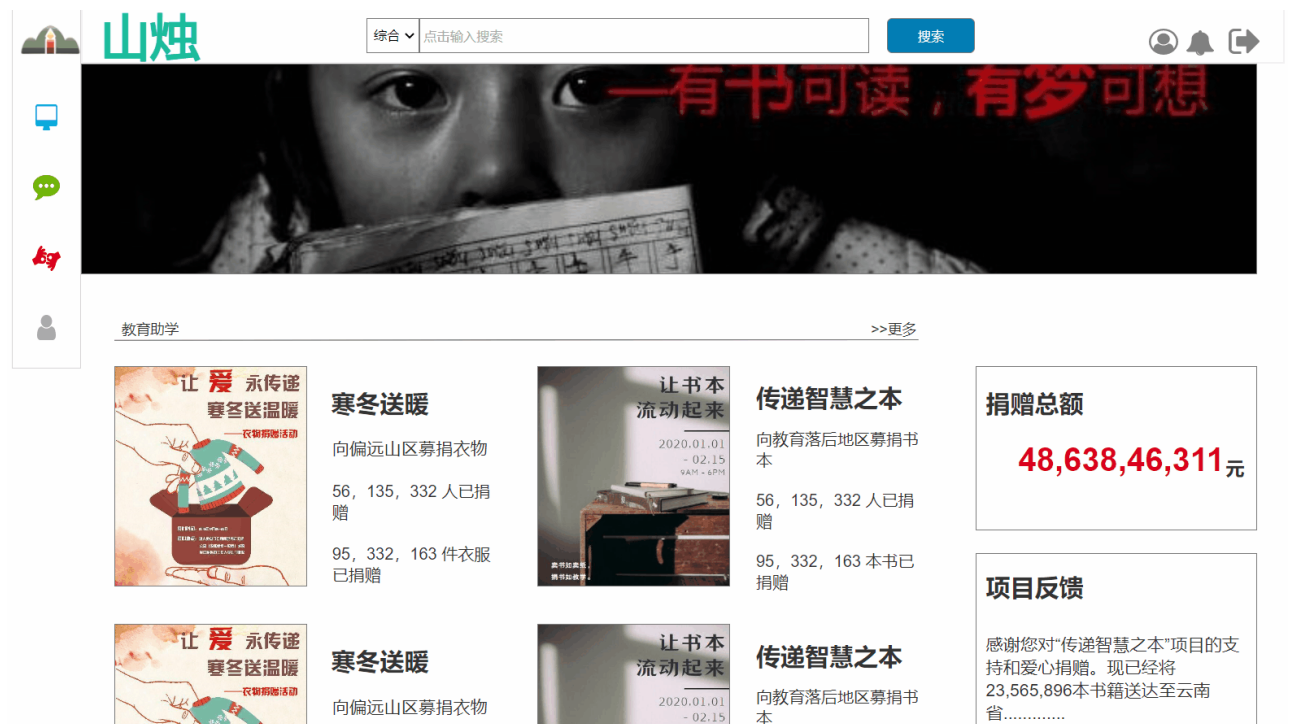 山烛
综合
点击输入搜索
搜索
—有书可读，有梦可想
教育助学
>>更多
让 爱 永传递
寒冬送温暖
——衣物捐赠活动
寒冬送暖
向偏远山区募捐衣物
56，135，332 人已捐
赠
95，332，163 件衣服
已捐赠
让书本
流动起来
2020.01.01
- 02.15
9AM - 6PM
传递智慧之本
向教育落后地区募捐书
本
56，135，332 人已捐
赠
95，332，163 本书已
捐赠
捐赠总额
48,638,46,311元
项目反馈
感谢您对“传递智慧之本”项目的支
持和爱心捐赠。现已经将
23,565,896本书籍送达至云南
省.............
让 爱 永传递
寒冬送温暖
——衣物捐赠活动
寒冬送暖
向偏远山区募捐衣物
让书本
流动起来
2020.01.01
- 02.15
传递智慧之本
向教育落后地区募捐书
本